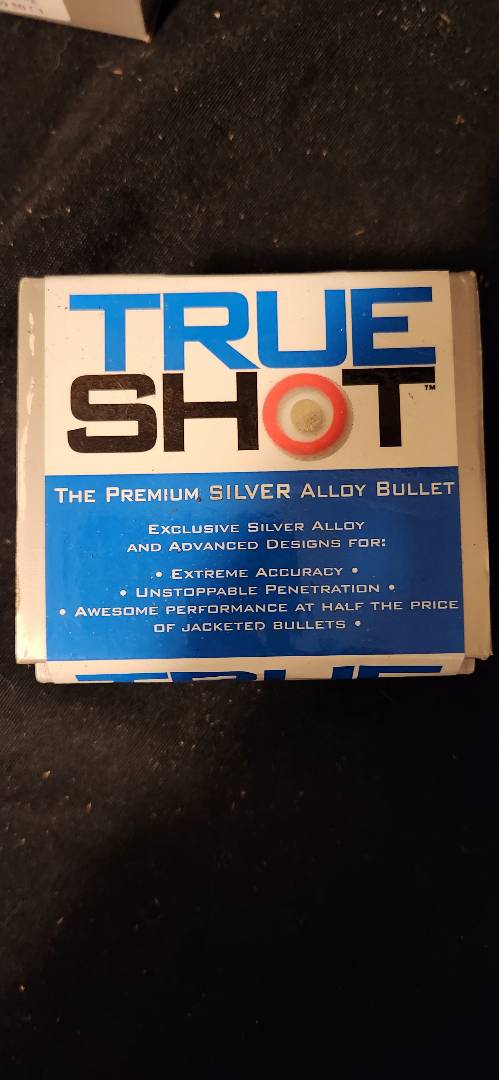 TRUE
SHOT™
THE PREMIUM SILVER ALLOY BULLET
EXCLUSIVE SILVER ALLOY
AND ADVANCED DESIGNS FOR:
• EXTREME ACCURACY •
• UNSTOPPABLE PENETRATION •
• AWESOME PERFORMANCE AT HALF THE PRICE
OF JACKETED BULLETS •
TRUE